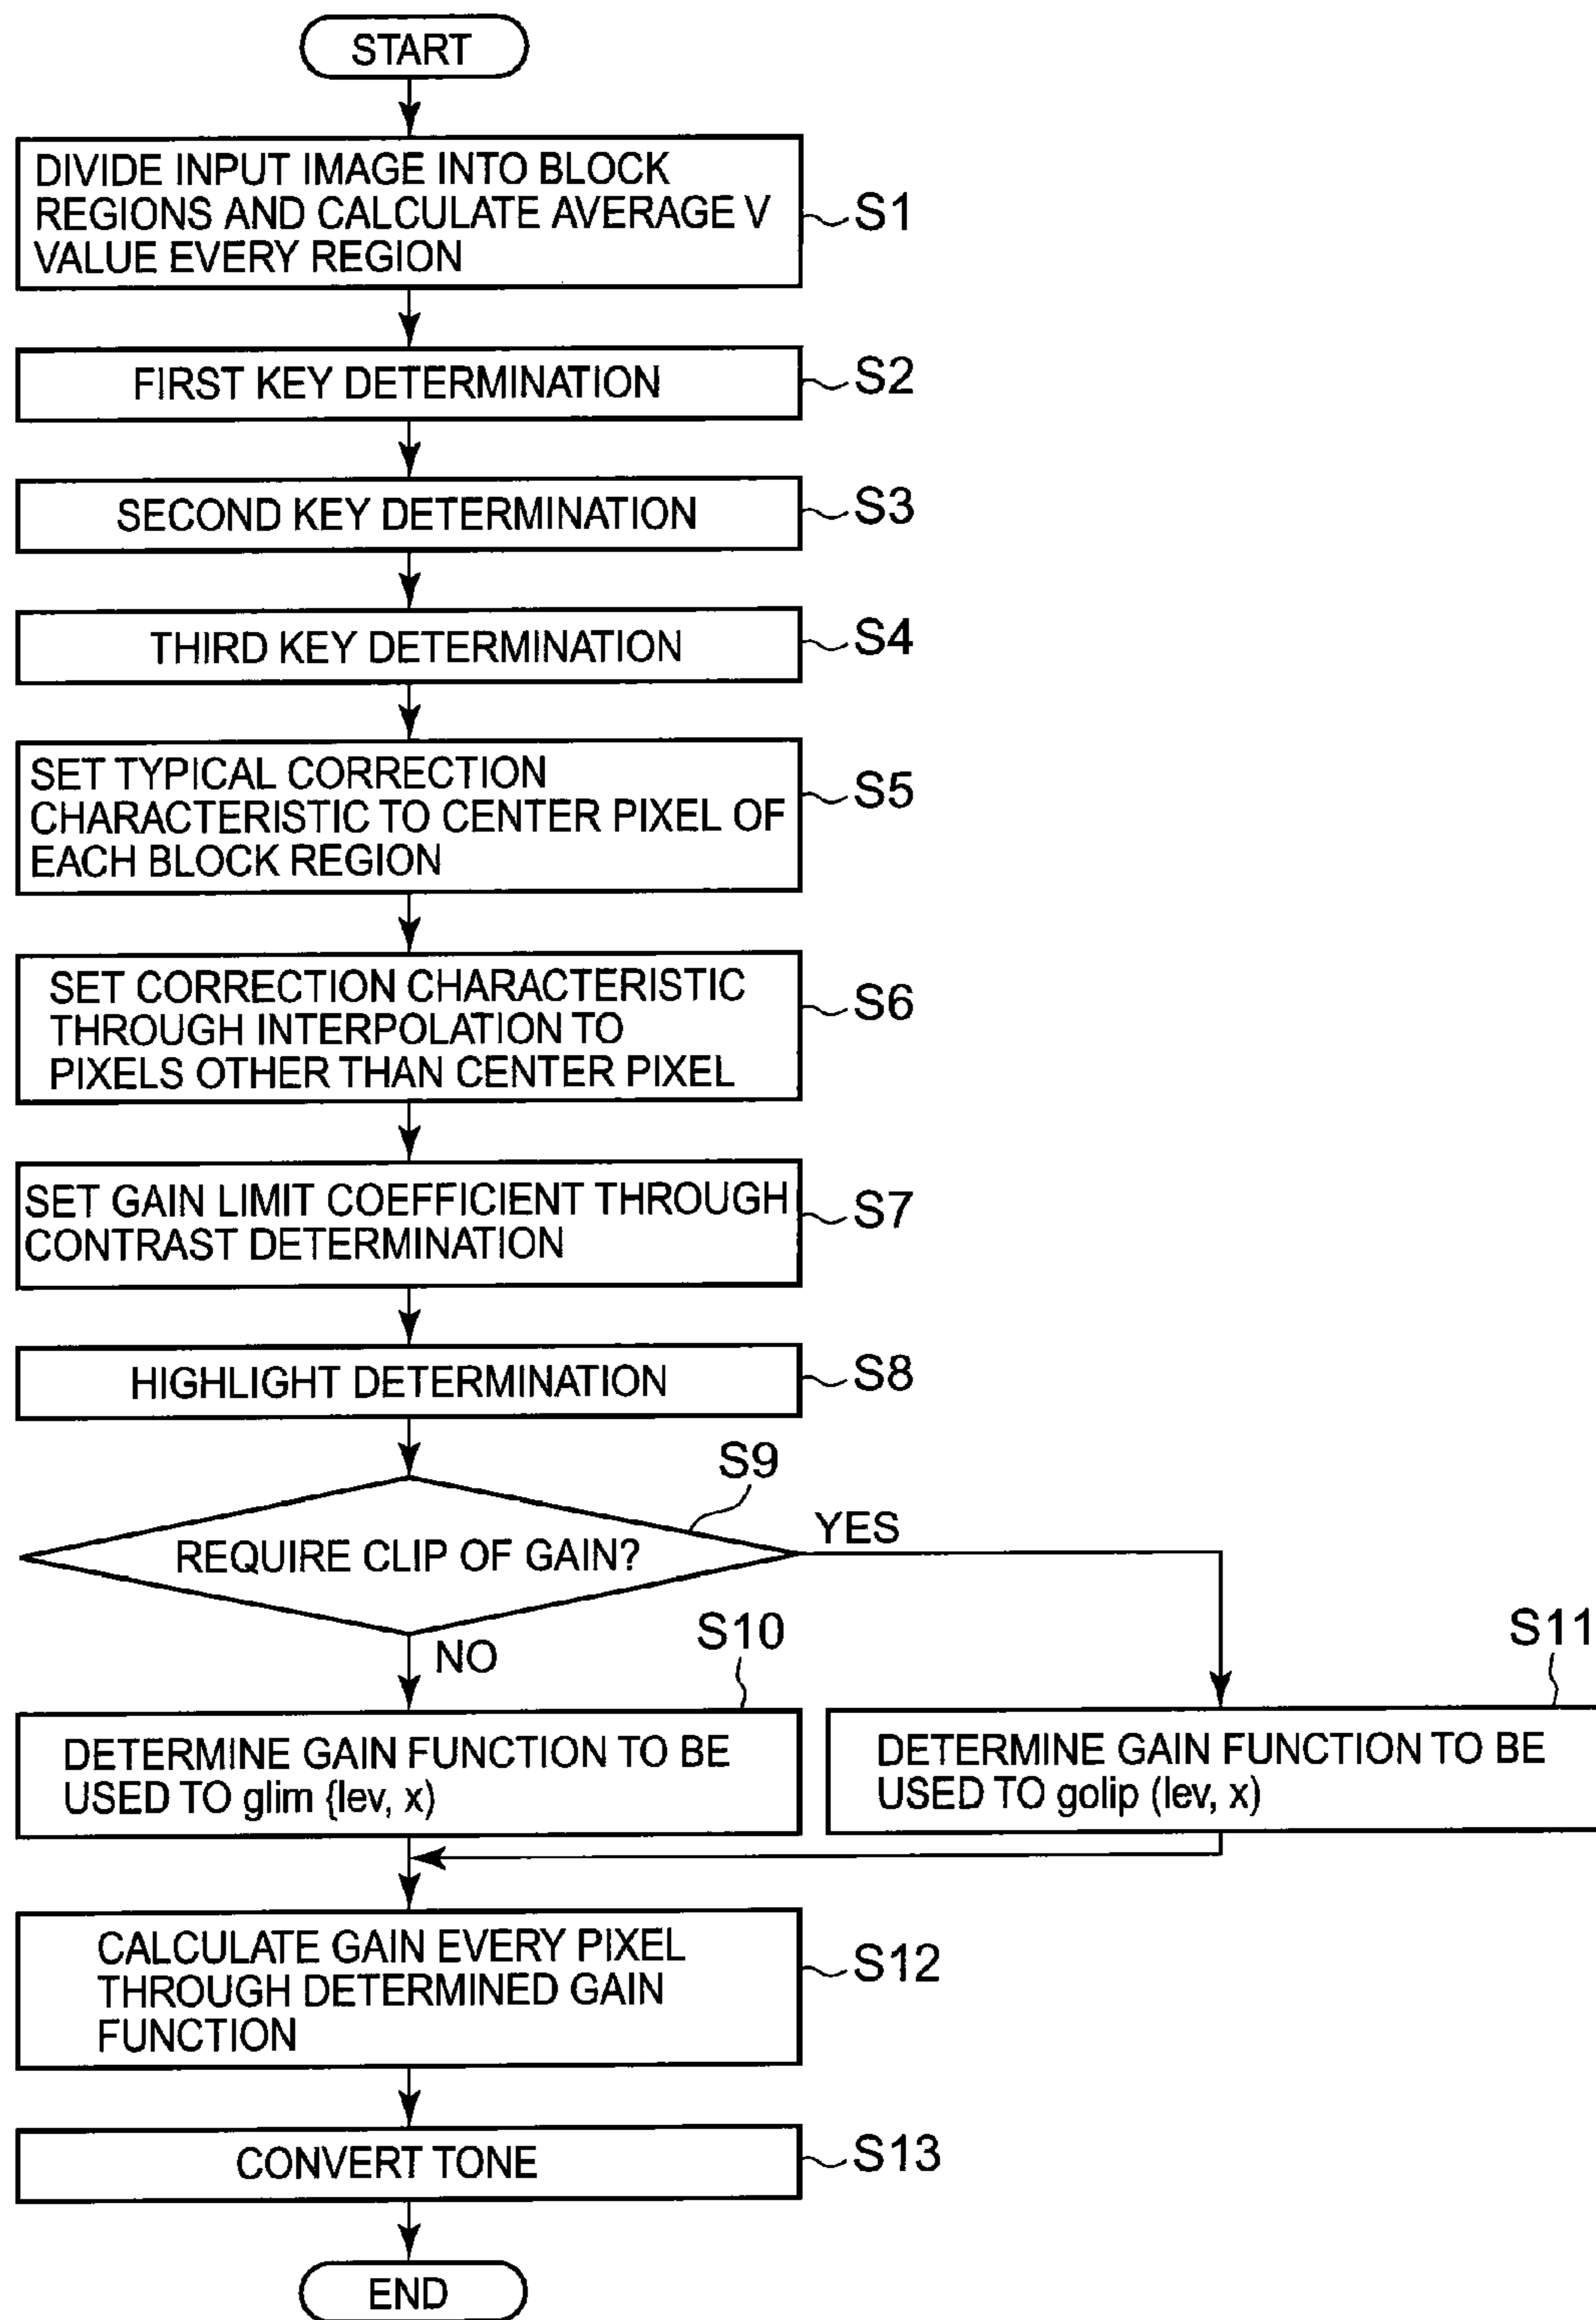 START
DIVIDE INPUT IMAGE INTO BLOCK
REGIONS AND CALCULATE AVERAGE V
VALUE EVERY REGION
S1
FIRST KEY DETERMINATION
S2
SECOND KEY DETERMINATION
S3
THIRD KEY DETERMINATION
S4
SET TYPICAL CORRECTION
CHARACTERISTIC TO CENTER PIXEL OF
EACH BLOCK REGION
S5
SET CORRECTION CHARACTERISTIC
THROUGH INTERPOLATION TO
PIXELS OTHER THAN CENTER PIXEL
S6
SET GAIN LIMIT COEFFICIENT THROUGH
CONTRAST DETERMINATION
S7
HIGHLIGHT DETERMINATION
S8
S9
REQUIRE CLIP OF GAIN?
YES
NO
S10
DETERMINE GAIN FUNCTION TO BE
USED TO glim {lev, x)
S11
DETERMINE GAIN FUNCTION TO BE
USED TO golip (lev, x)
CALCULATE GAIN EVERY PIXEL
THROUGH DETERMINED GAIN
FUNCTION
S12
CONVERT TONE
S13
END